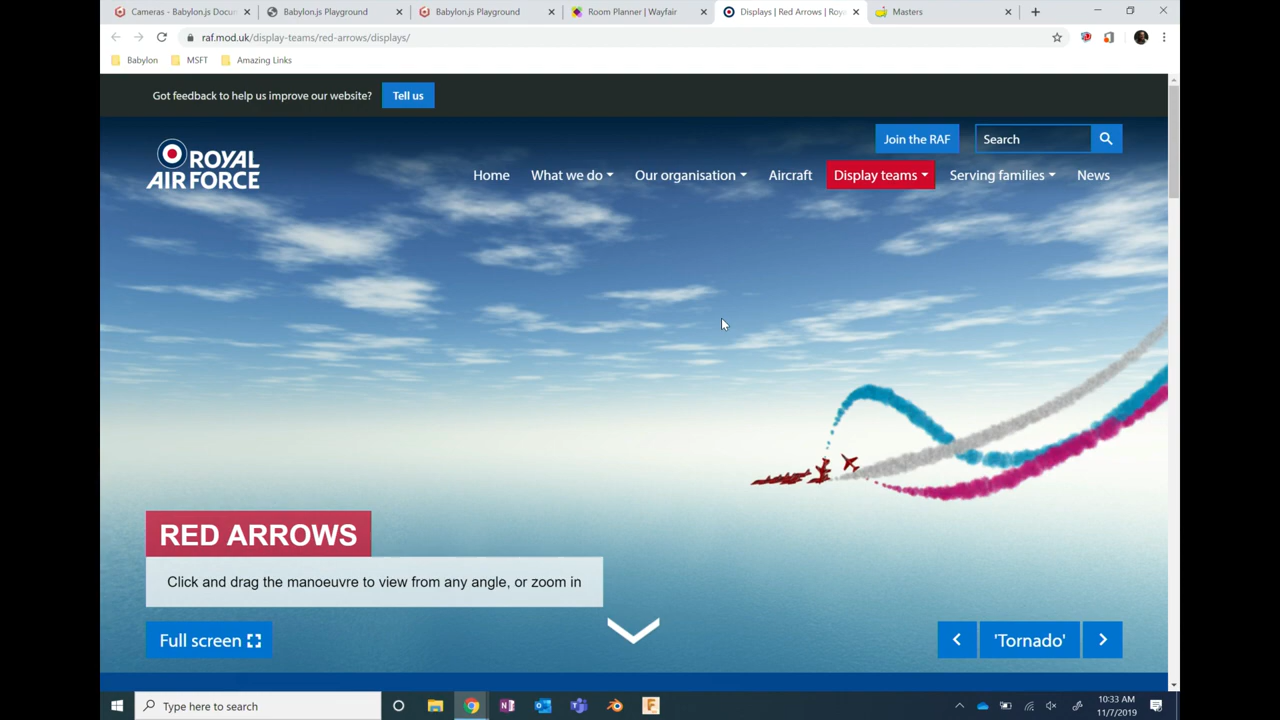 Cameras - Babylon.js Docu
Babylon.js Playground
Babylon.js Playground
Room Planner | Wayfair
Displays | Red Arrows | Roy
Masters
raf.mod.uk/display-teams/red-arrows/displays/
Babylon
MSFT
Amazing Links
Got feedback to help us improve our website?
Tell us
Join the RAF
Search
ROYAL
AIR FORCE
Home
What we do
Our organisation
Aircraft
Display teams
Serving families
News
RED ARROWS
Click and drag the manoeuvre to view from any angle, or zoom in
Full screen
'Tornado'
Type here to search
10:33 AM
11/7/2019